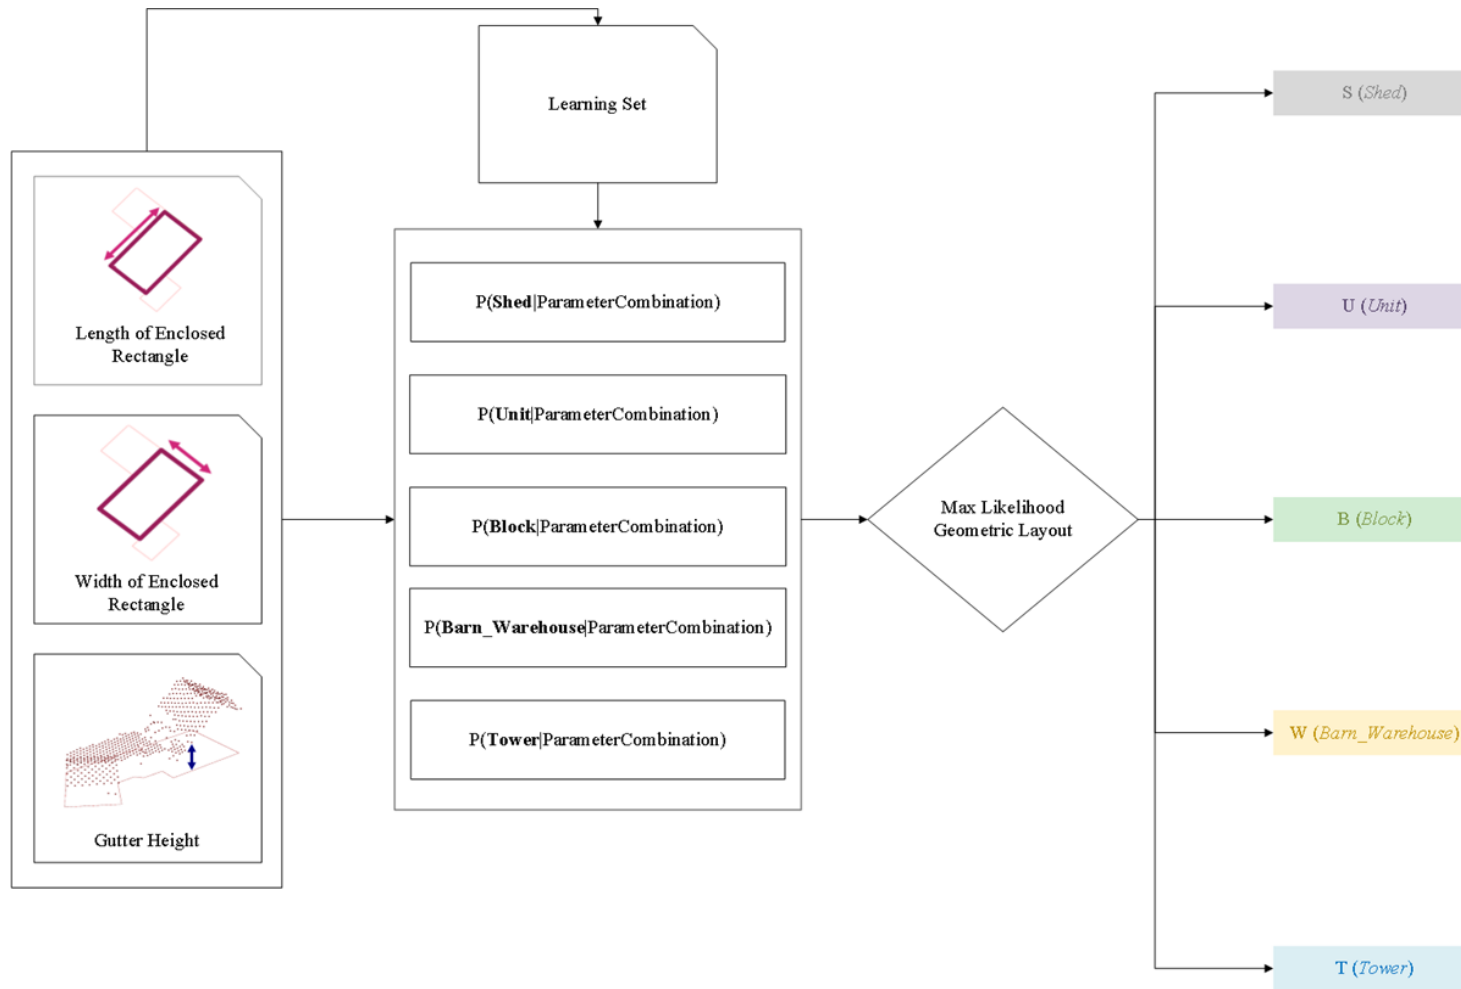 Learning Set
Length of Enclosed
Rectangle
Width of Enclosed
Rectangle
Gutter Height
P(Shed|ParameterCombination)
P(Unit|ParameterCombination)
P(Block|ParameterCombination)
P(Barn_Warehouse|ParameterCombination)
P(Tower|ParameterCombination)
Max Likelihood
Geometric Layout
S (Shed)
U (Unit)
B (Block)
W (Barn_Warehouse)
T (Tower)